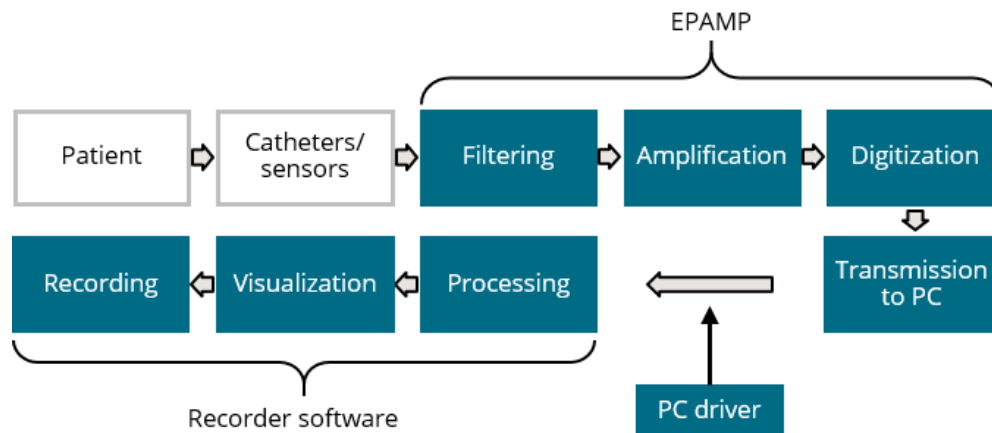 EPAMP
Patient
Catheters/
sensors
Filtering
Amplification
Digitization
Recording
Visualization
Processing
Transmission
to PC
Recorder software
PC driver